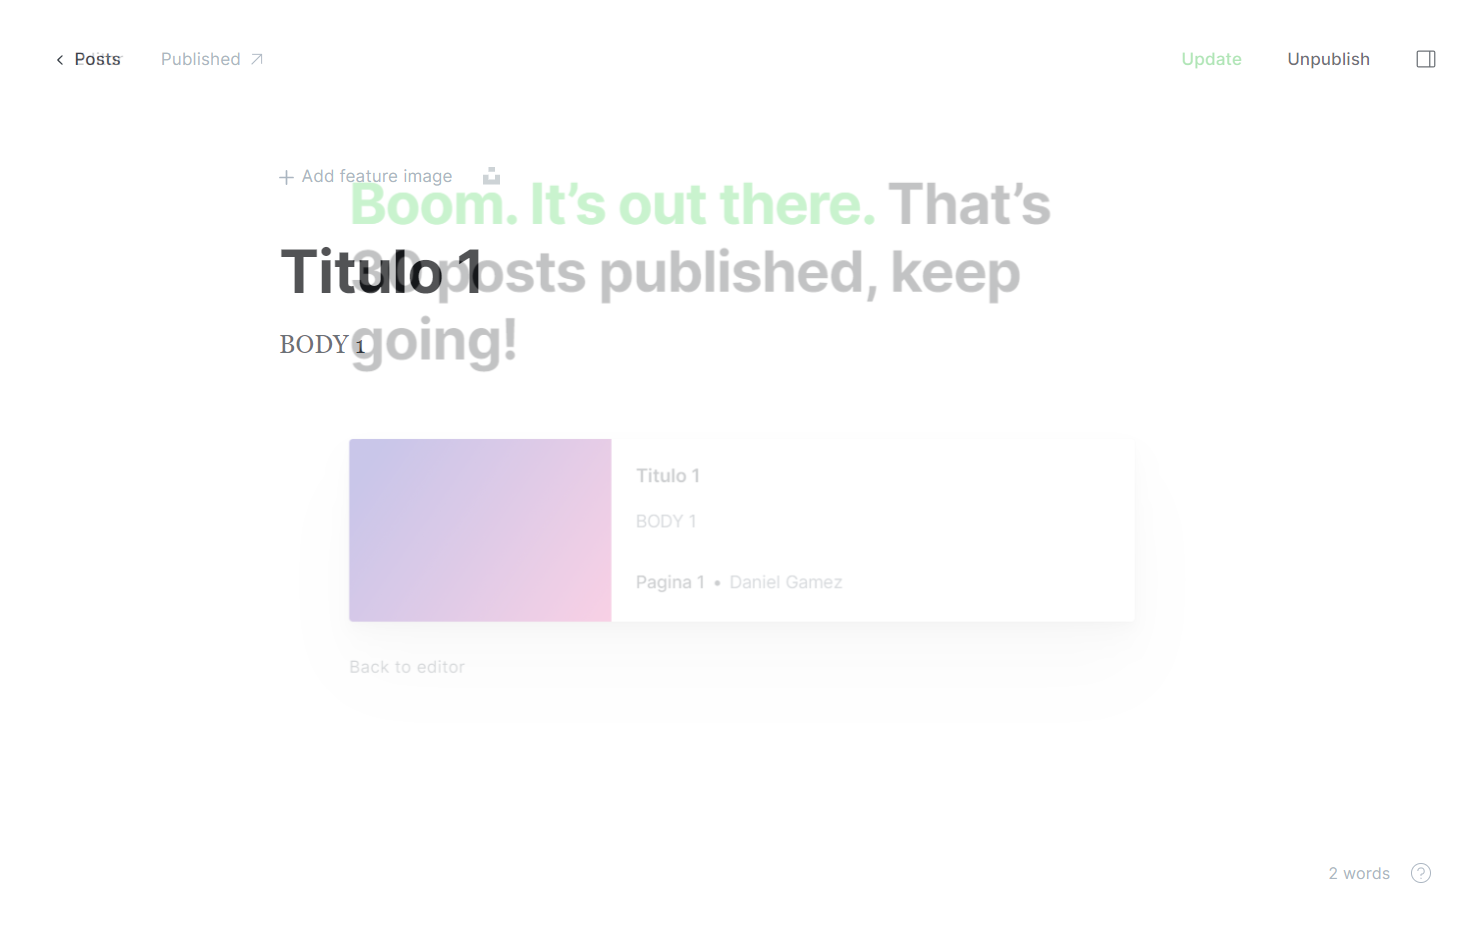 Posts
Editor
Published
Update
Unpublish
Add feature image
Boom. It’s out there. That’s
30 posts published, keep
going!
Titulo 1
BODY 1
Titulo 1
BODY 1
Pagina 1 • Daniel Gamez
Back to editor
2 words
?